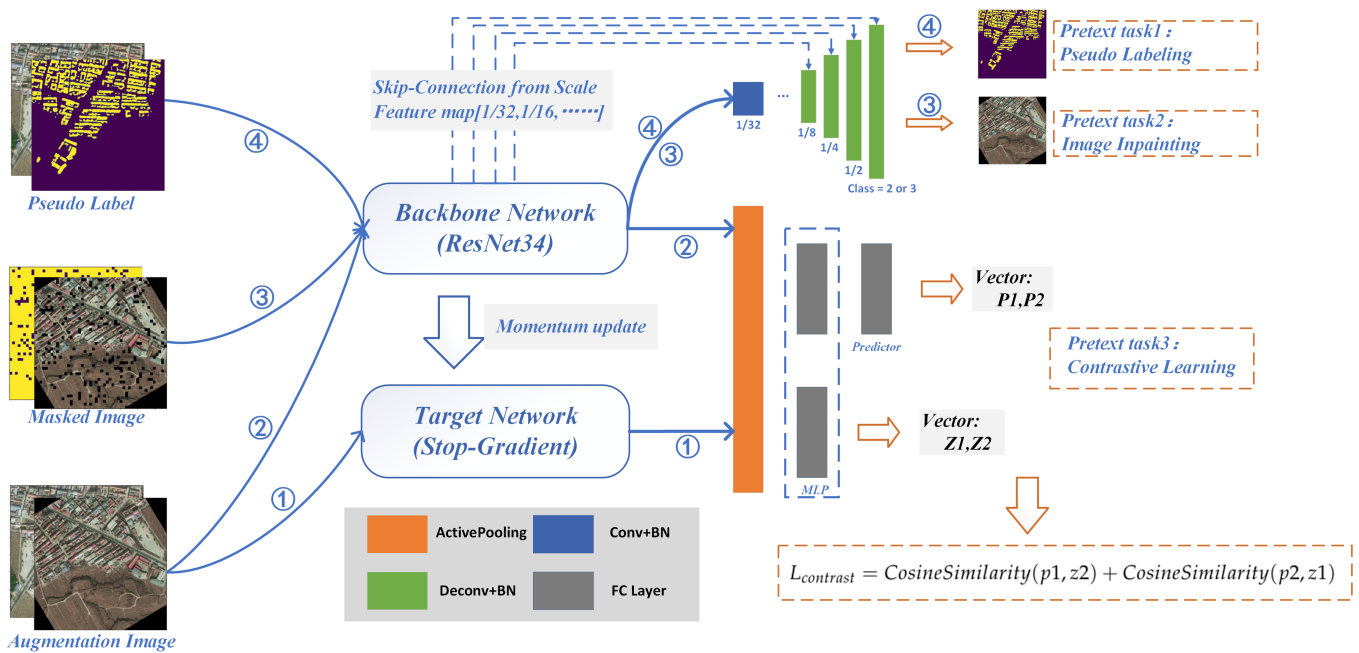 ④
Pretext task1：
Pseudo Labeling
Skip-Connection from Scale
Feature map[1/32,1/16,⋯⋯]
④
③
1/32
...
1/8
1/4
1/2
Class = 2 or 3
③
Pretext task2：
Image Inpainting
④
Pseudo Label
Backbone Network
(ResNet34)
②
③
Masked Image
Momentum update
Predictor
Vector:
P1,P2
Pretext task3：
Contrastive Learning
②
①
Augmentation Image
Target Network
(Stop-Gradient)
①
MLP
Vector:
Z1,Z2
ActivePooling
Conv+BN
Deconv+BN
FC Layer
L_contrast = CosineSimilarity(p1, z2) + CosineSimilarity(p2, z1)